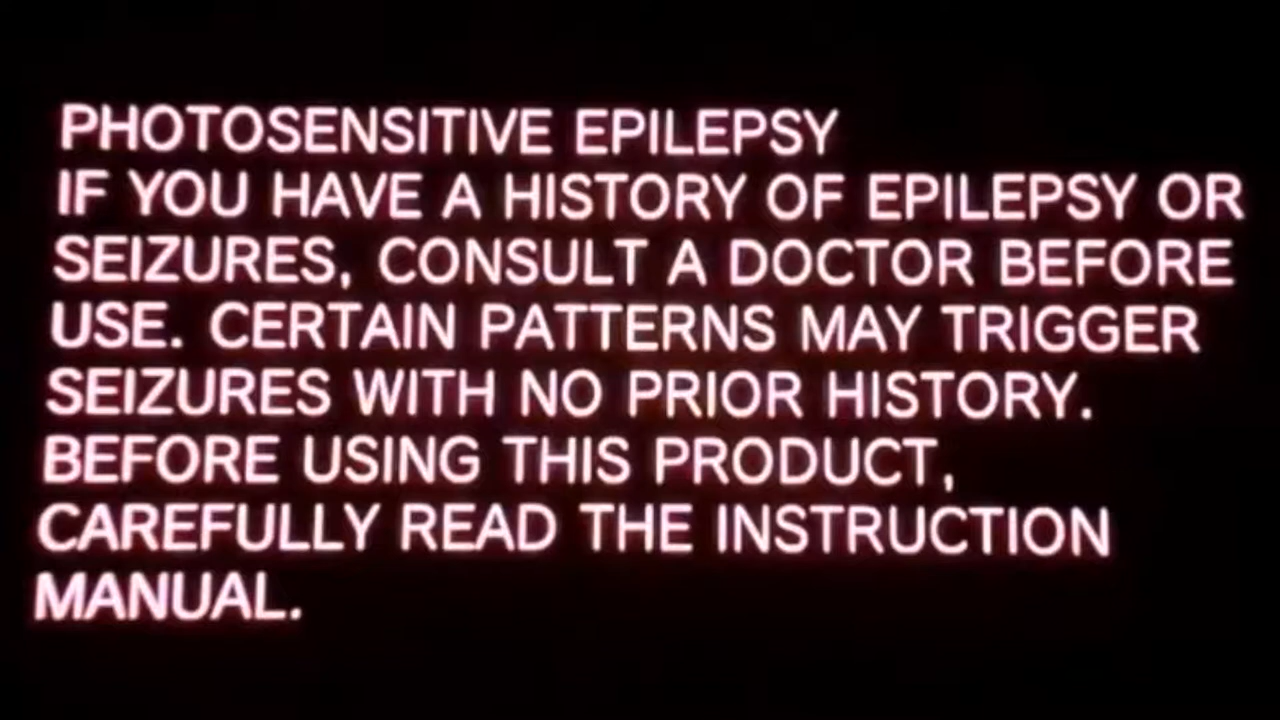 PHOTOSENSITIVE EPILEPSY
IF YOU HAVE A HISTORY OF EPILEPSY OR
SEIZURES, CONSULT A DOCTOR BEFORE
USE. CERTAIN PATTERNS MAY TRIGGER
SEIZURES WITH NO PRIOR HISTORY.
BEFORE USING THIS PRODUCT,
CAREFULLY READ THE INSTRUCTION
MANUAL.